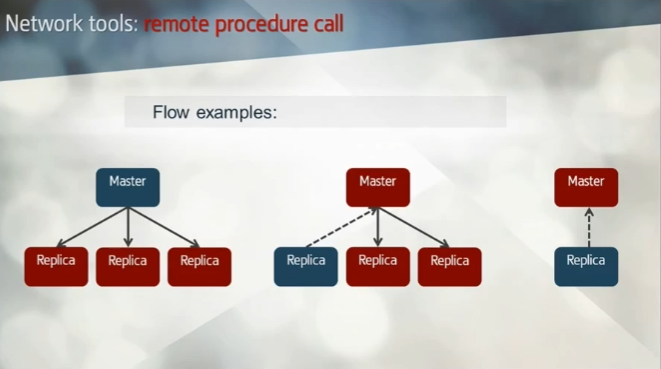 Network tools: remote procedure call
Flow examples:
Master
Master
Master
Replica
Replica
Replica
Replica
Replica
Replica
Replica